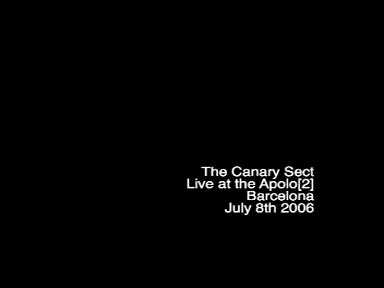 The Canary Sect
Live at the Apolo[2]
Barcelona
July 8th 2006